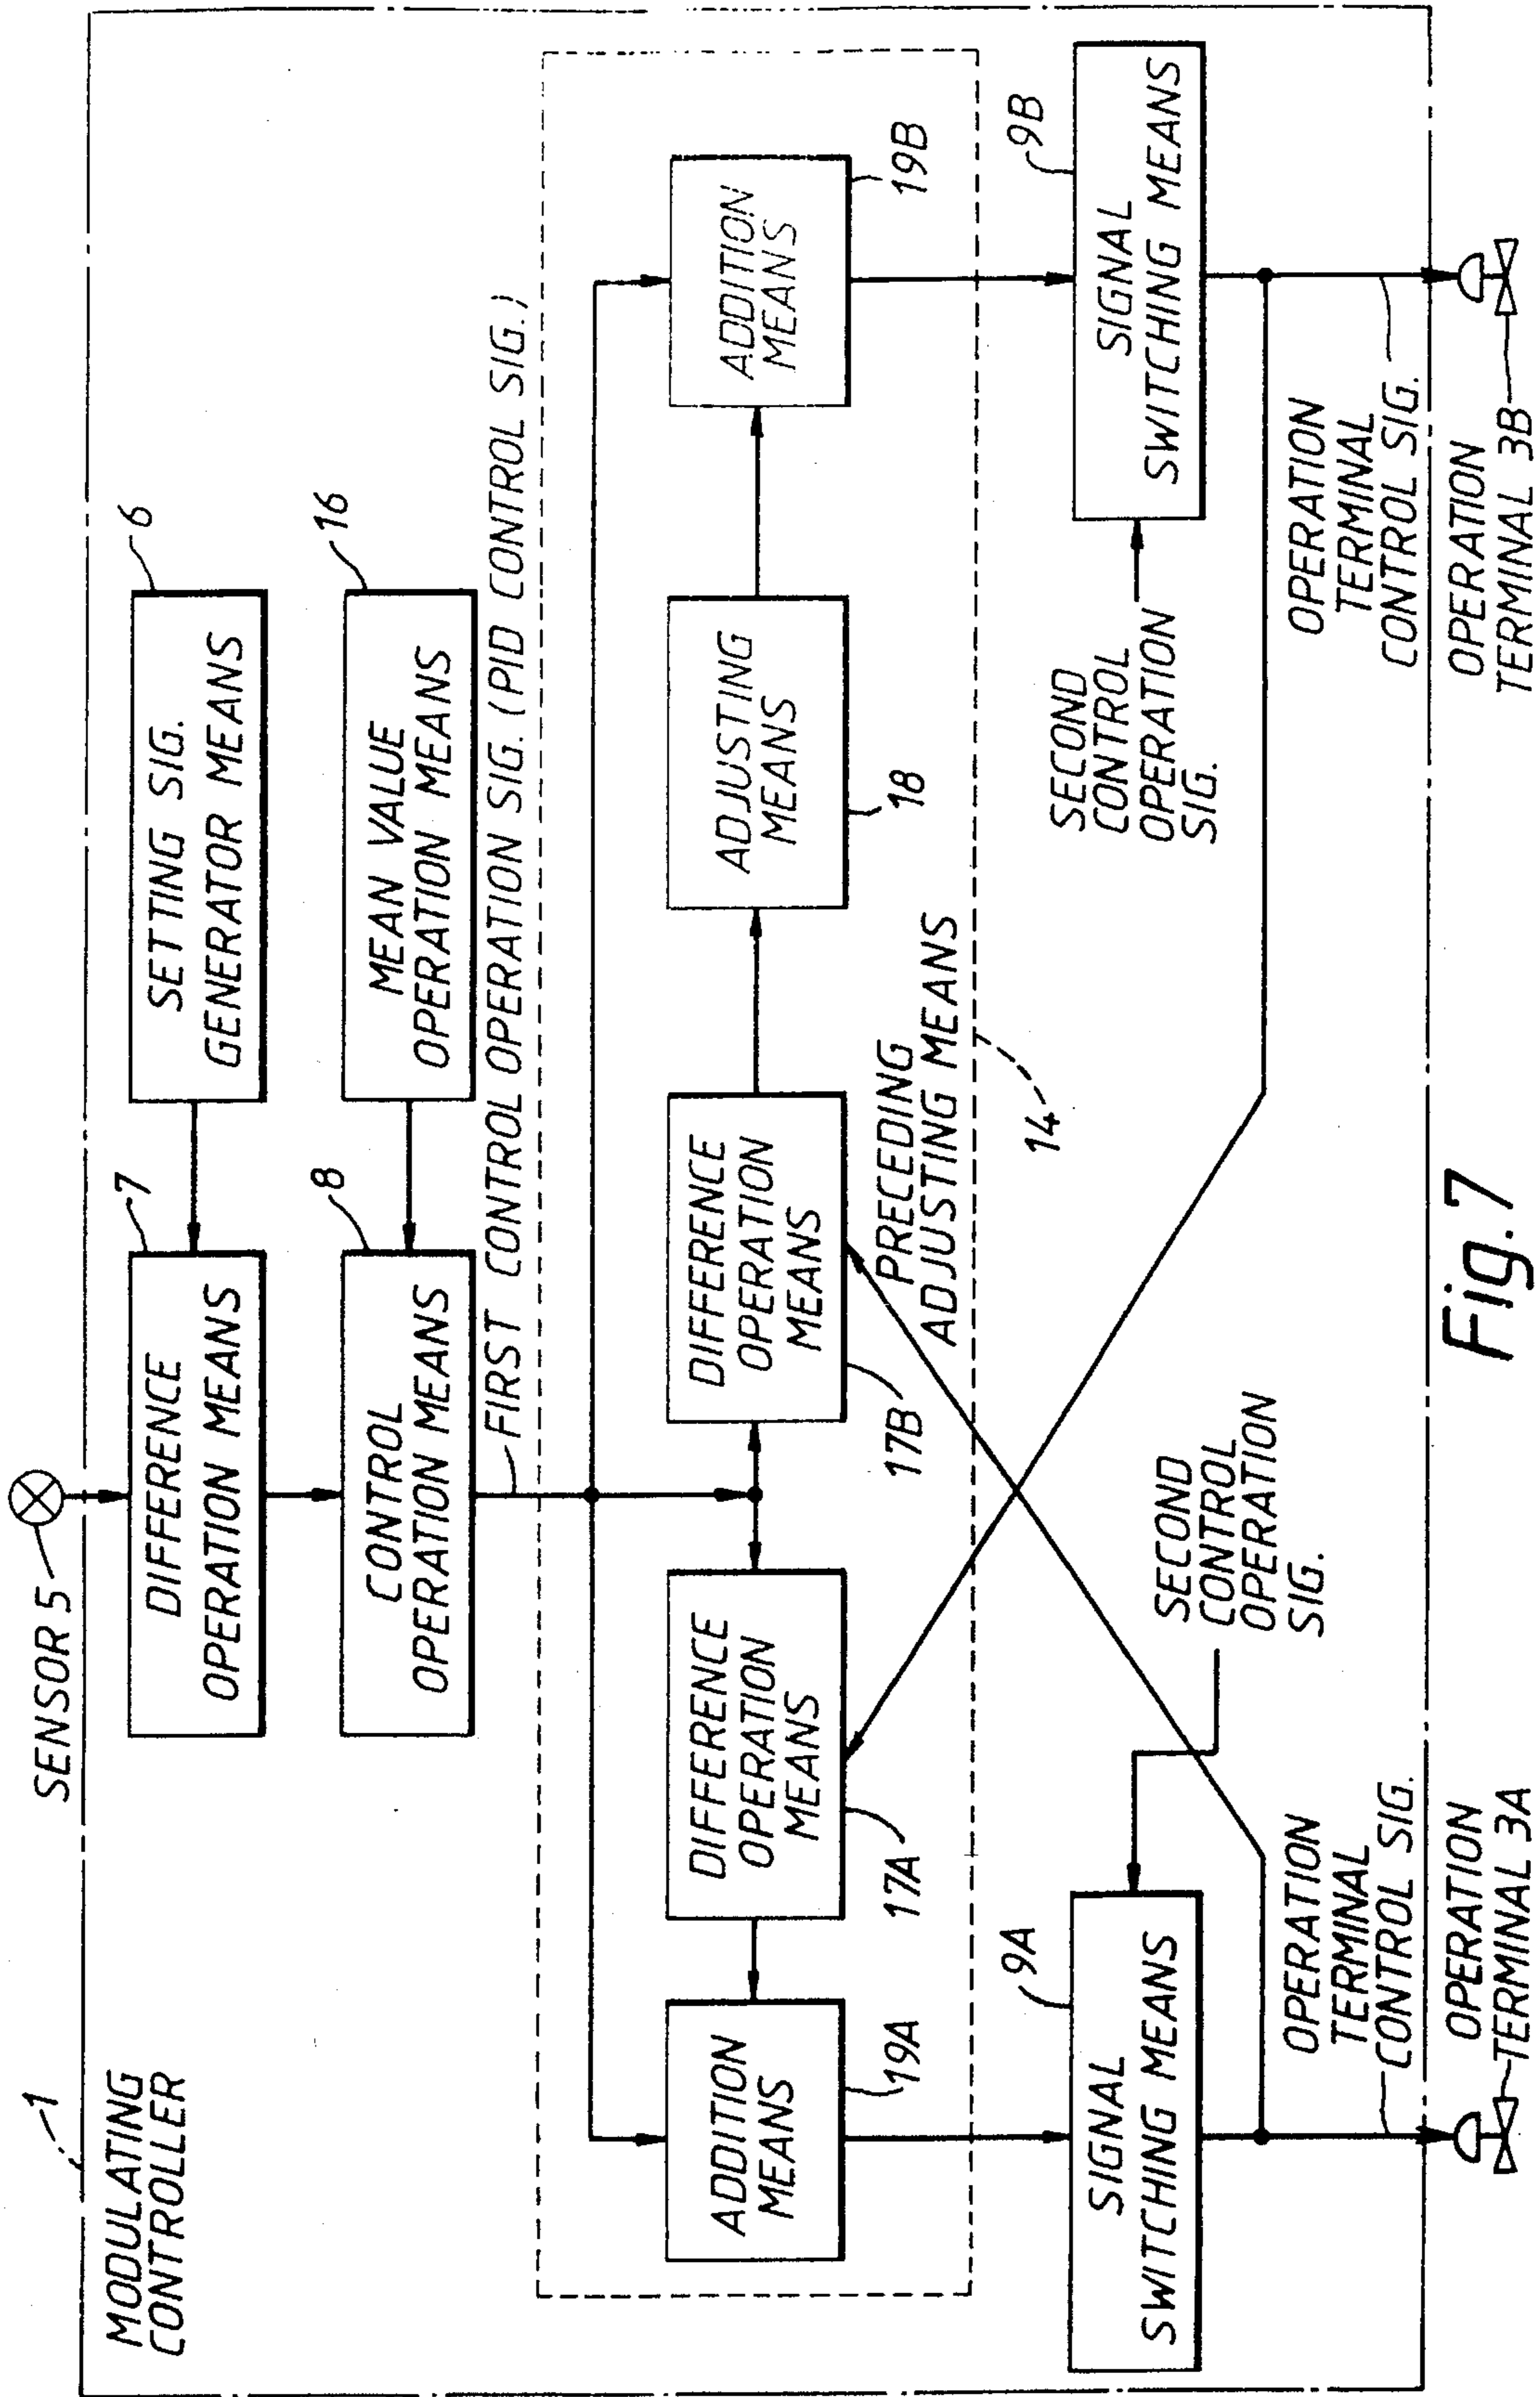 1
MODULATING
CONTROLLER
SENSOR 5
DIFFERENCE
OPERATION MEANS
7
SETTING SIG.
GENERATOR MEANS
6
CONTROL
OPERATION MEANS
8
MEAN VALUE
OPERATION MEANS
16
FIRST CONTROL OPERATION SIG. (PID CONTROL SIG.)
ADDITION
MEANS
19A
DIFFERENCE
OPERATION
MEANS
17A
DIFFERENCE
OPERATION
MEANS
17B
ADJUSTING
MEANS
18
ADDITION
MEANS
19B
PRECEDING
ADJUSTING MEANS
14
SIGNAL
SWITCHING MEANS
9A
SECOND
CONTROL
OPERATION
SIG.
SECOND
CONTROL
OPERATION
SIG.
SIGNAL
SWITCHING MEANS
9B
OPERATION
TERMINAL
CONTROL SIG.
OPERATION
TERMINAL
CONTROL SIG.
OPERATION
TERMINAL 3A
OPERATION
TERMINAL 3B
Fig. 7